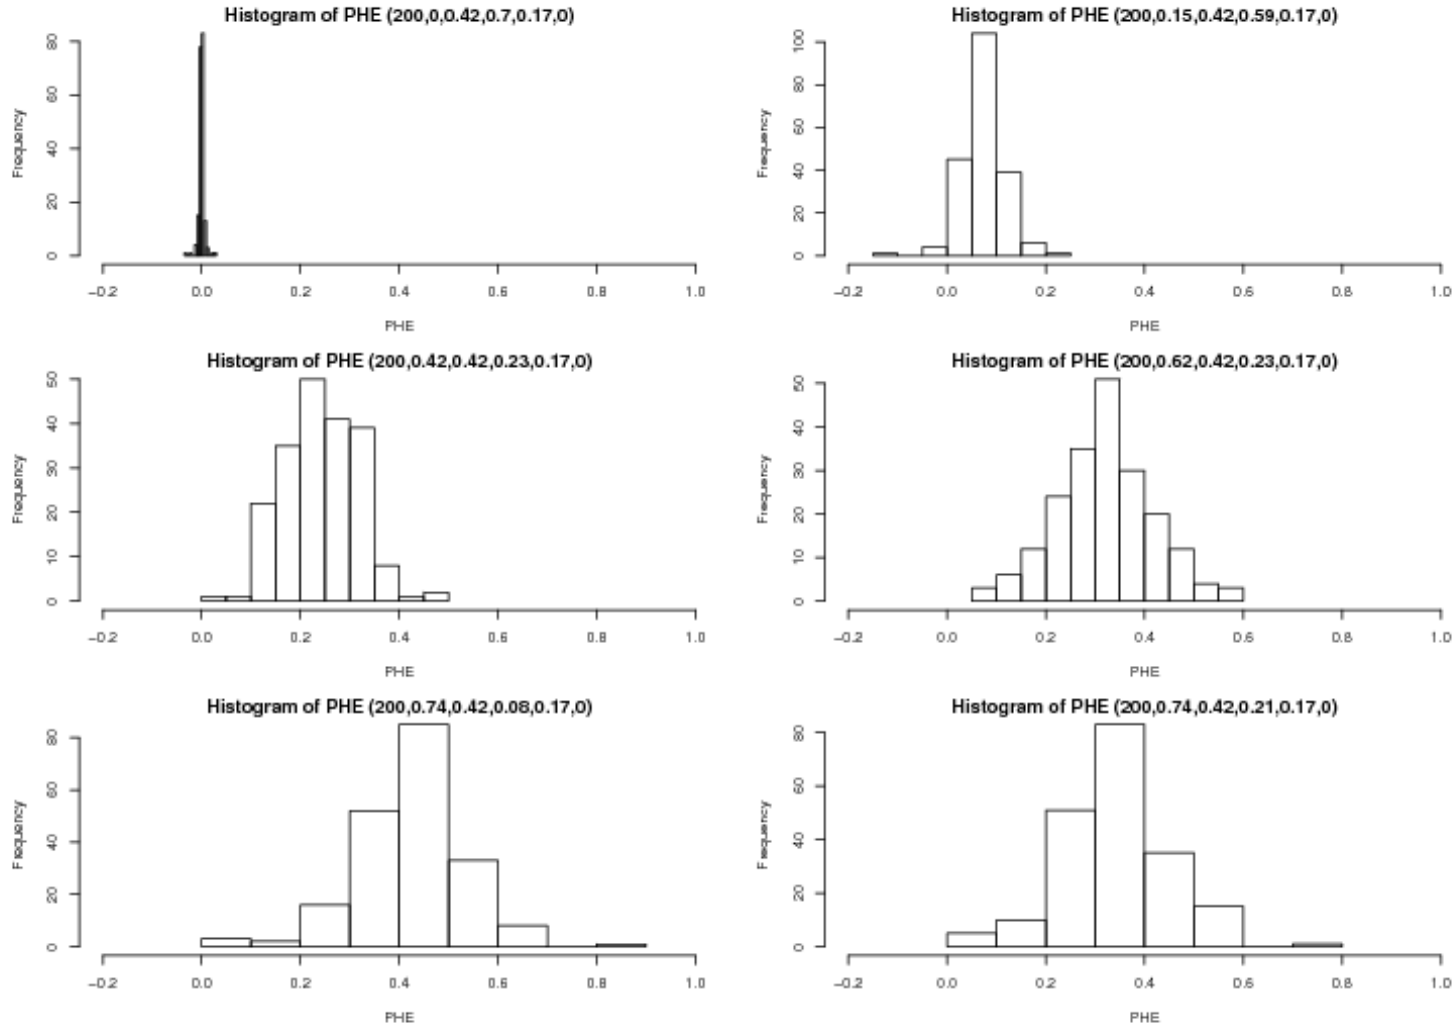 Histogram of PHE (200,0,0.42,0.7,0.17,0)
Frequency
0 20 40 60 80
−0.2 0.0 0.2 0.4 0.6 0.8 1.0
PHE
Histogram of PHE (200,0.15,0.42,0.59,0.17,0)
Frequency
0 20 40 60 80 100
−0.2 0.0 0.2 0.4 0.6 0.8 1.0
PHE
Histogram of PHE (200,0.42,0.42,0.23,0.17,0)
Frequency
0 10 20 30 40 50
−0.2 0.0 0.2 0.4 0.6 0.8 1.0
PHE
Histogram of PHE (200,0.62,0.42,0.23,0.17,0)
Frequency
0 10 20 30 40 50
−0.2 0.0 0.2 0.4 0.6 0.8 1.0
PHE
Histogram of PHE (200,0.74,0.42,0.08,0.17,0)
Frequency
0 20 40 60 80
−0.2 0.0 0.2 0.4 0.6 0.8 1.0
PHE
Histogram of PHE (200,0.74,0.42,0.21,0.17,0)
Frequency
0 20 40 60 80
−0.2 0.0 0.2 0.4 0.6 0.8 1.0
PHE